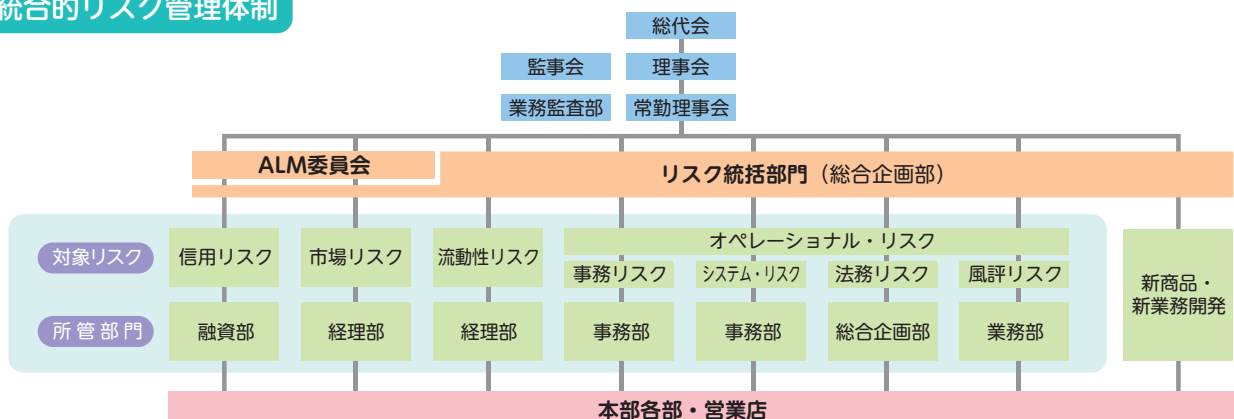 統合的リスク管理体制
総代会
監事会
理事会
業務監査部
常勤理事会
ALM委員会
リスク統括部門（総合企画部）
対象リスク
信用リスク
市場リスク
流動性リスク
オペレーショナル・リスク
事務リスク
システム・リスク
法務リスク
風評リスク
新商品・
新業務開発
所管部門
融資部
経理部
経理部
事務部
事務部
総合企画部
業務部
本部各部・営業店